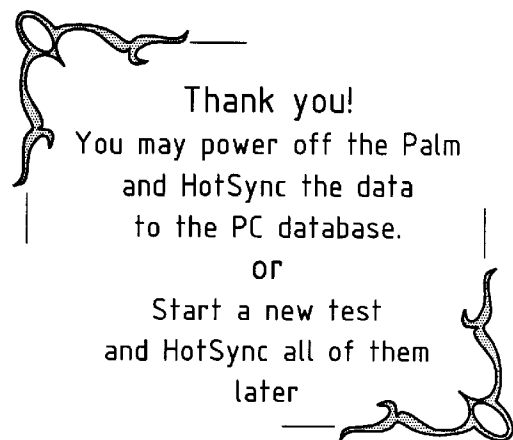 Thank you!
You may power off the Palm
and HotSync the data
to the PC database.
or
Start a new test
and HotSync all of them
later